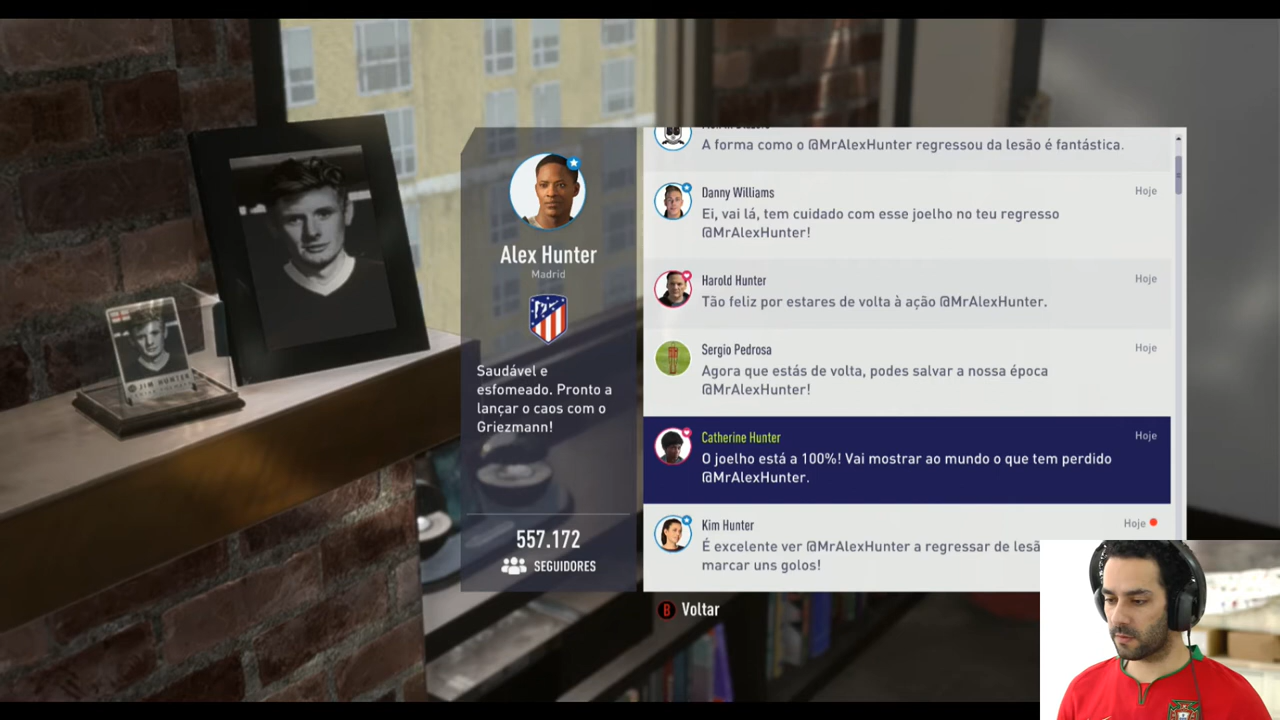 A forma como o @MrAlexHunter regressou da lesão é fantástica.
Danny Williams
Hoje
Ei, vai lá, tem cuidado com esse joelho no teu regresso
@MrAlexHunter!
Harold Hunter
Hoje
Tão feliz por estares de volta à ação @MrAlexHunter.
Sergio Pedrosa
Hoje
Agora que estás de volta, podes salvar a nossa época
@MrAlexHunter!
Catherine Hunter
Hoje
O joelho está a 100%! Vai mostrar ao mundo o que tem perdido
@MrAlexHunter.
Kim Hunter
Hoje
É excelente ver @MrAlexHunter a regressar de lesã
marcar uns golos!
Alex Hunter
Madrid
Saudável e
esfomeado. Pronto a
lançar o caos com o
Griezmann!
557.172
SEGUIDORES
B Voltar
JIM HUNTER